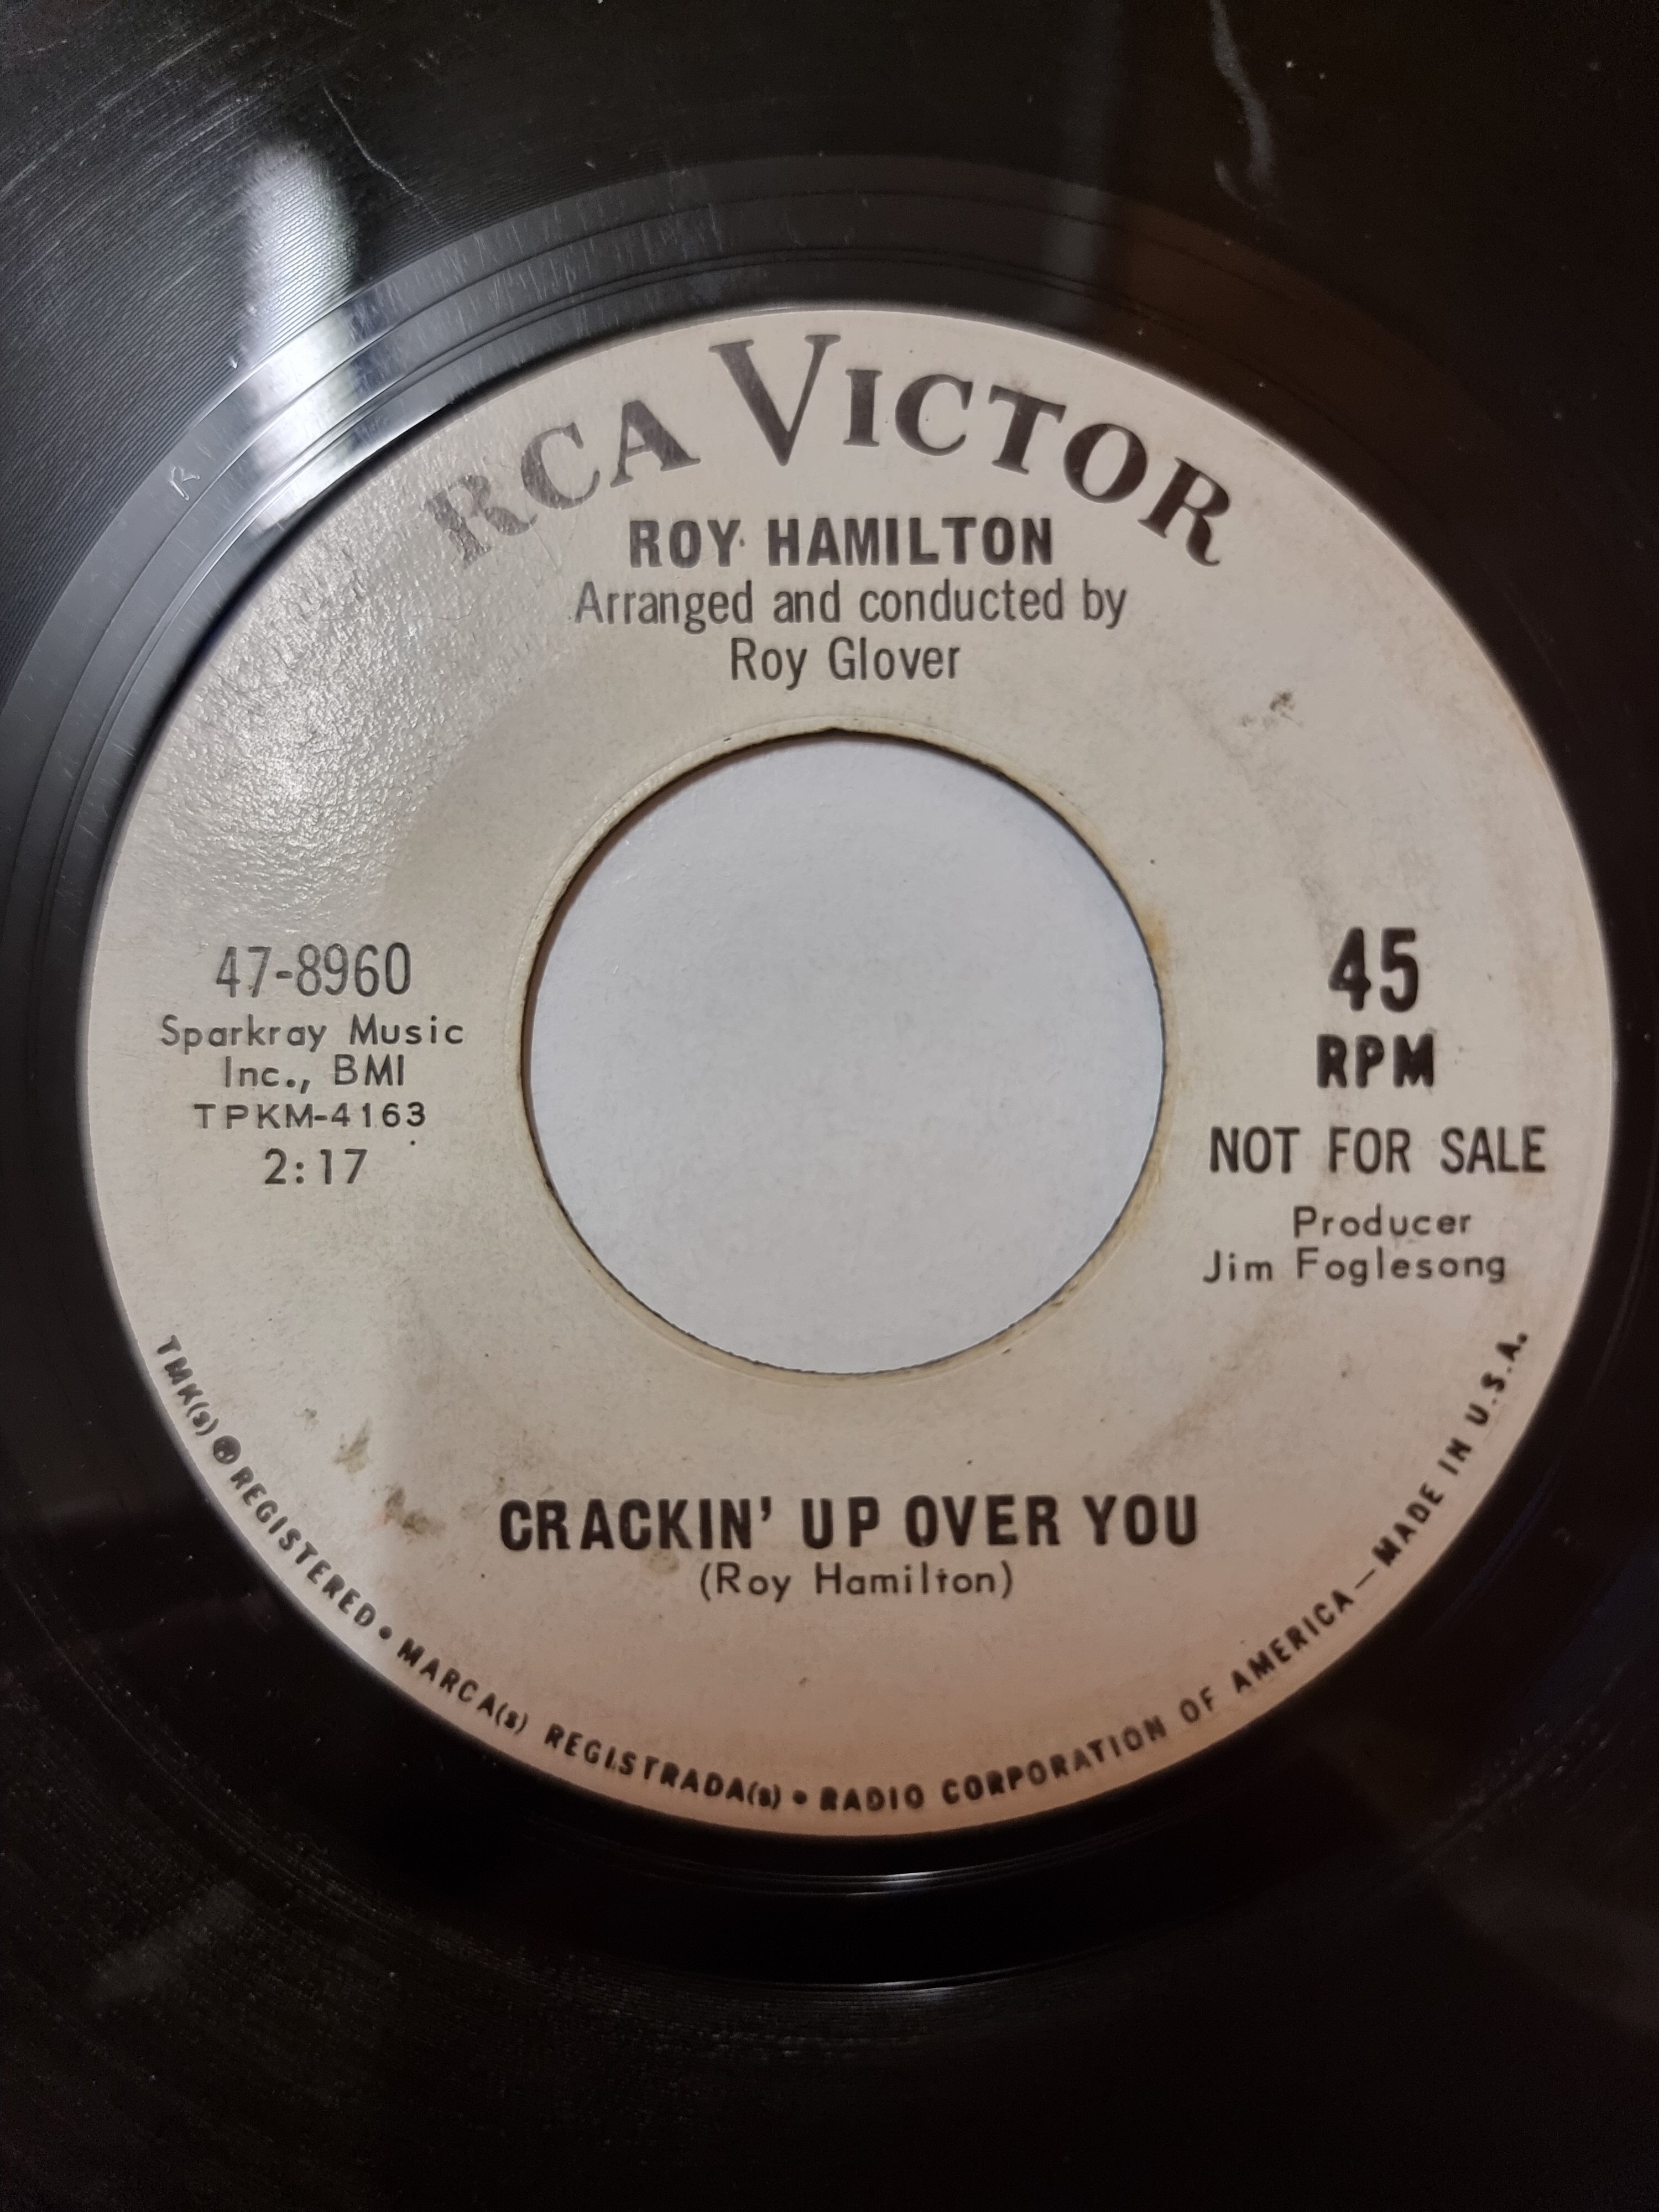 RCA VICTOR
ROY HAMILTON
Arranged and conducted by
Roy Glover
47-8960
Sparkray Music
Inc., BMI
TPKM-4163
2:17
45
RPM
NOT FOR SALE
Producer
Jim Foglesong
CRACKIN' UP OVER YOU
(Roy Hamilton)
TMK(s) ® REGISTERED • MARCA(s) REGISTRADA(s) • RADIO CORPORATION OF AMERICA—MADE IN U.S.A.
R